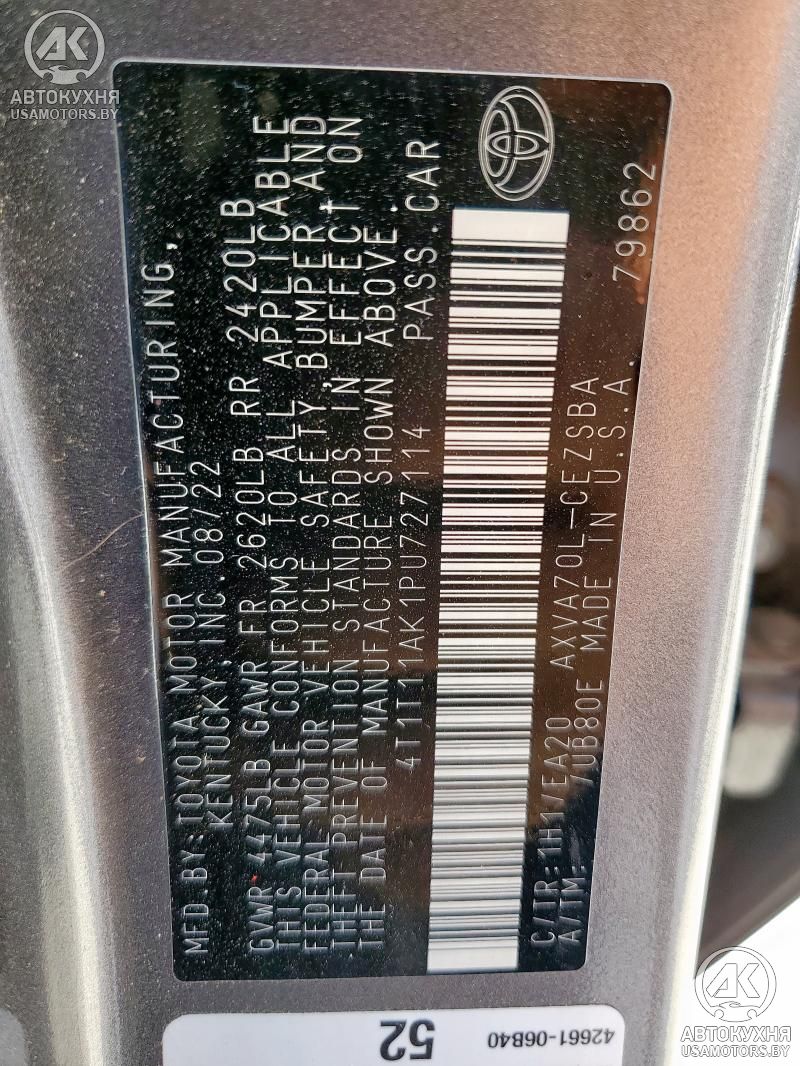 MFD.BY: TOYOTA MOTOR MANUFACTURING,
KENTUCKY, INC. 08/22
GVWR 4475LB GAWR FR 2620LB RR 2420LB
THIS VEHICLE CONFORMS TO ALL APPLICABLE
FEDERAL MOTOR VEHICLE SAFETY, BUMPER AND
THEFT PREVENTION STANDARDS IN EFFECT ON
THE DATE OF MANUFACTURE SHOWN ABOVE.
4T1T11AK1PU727114 PASS.CAR
C/TR:1H1/EA20 AXVA70L-CEZSBA 79862
A/TM: /UB80E MADE IN U.S.A.
52
42661-06B40
АК
АВТОКУХНЯ
USAMOTORS.BY
АК
АВТОКУХНЯ
USAMOTORS.BY